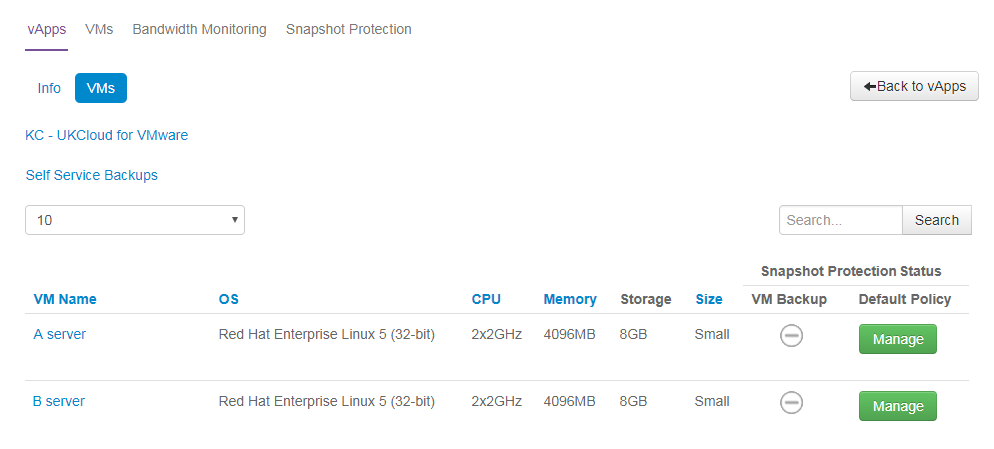 vApps VMs Bandwidth Monitoring Snapshot Protection
Info VMs Back to vApps
KC - UKCloud for VMware
Self Service Backups
10 Search... Search
Snapshot Protection Status
VM Name OS CPU Memory Storage Size VM Backup Default Policy
A server Red Hat Enterprise Linux 5 (32-bit) 2x2GHz 4096MB 8GB Small Manage
B server Red Hat Enterprise Linux 5 (32-bit) 2x2GHz 4096MB 8GB Small Manage